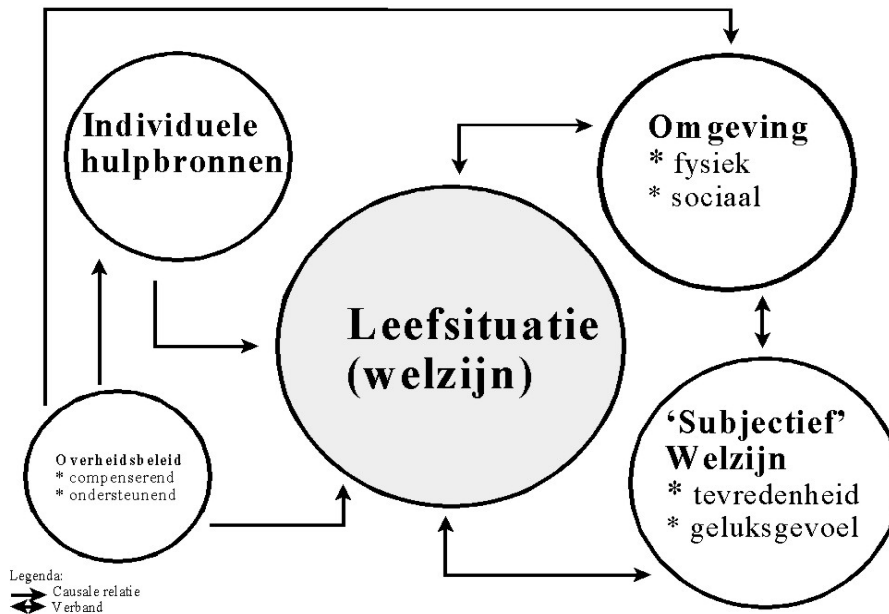 Individuele
hulpbronnen
Omgeving
* fysiek
* sociaal
Leefsituatie
(welzijn)
Overheidsbeleid
* compenserend
* ondersteunend
‘Subjectief’
Welzijn
* tevredenheid
* geluksgevoel
Legenda:
Causale relatie
Verband